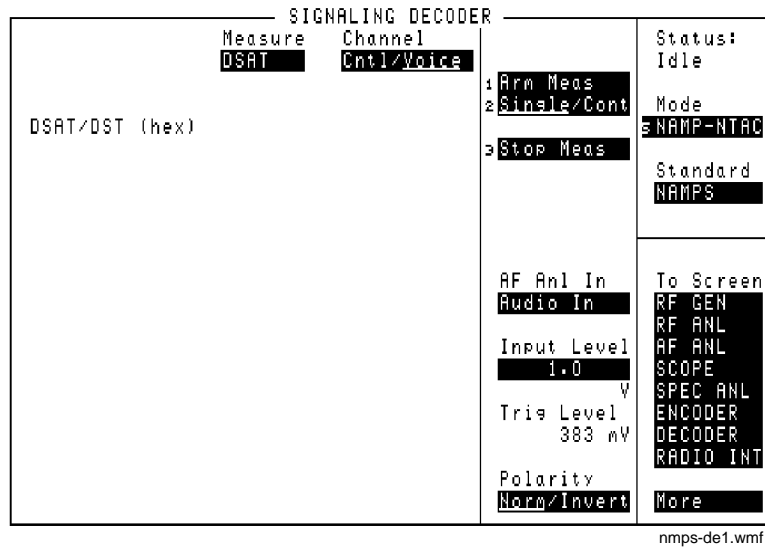 SIGNALING DECODER
Measure
DSAT
Channel
Cntl/Voice
DSAT/DST (hex)
1 Arm Meas
2 Single/Cont
3 Stop Meas
AF Anl In
Audio In
Input Level
1.0
V
Trig Level
383 mV
Polarity
Norm/Invert
Status:
Idle
Mode
5 NAMP-NTAC
Standard
NAMPS
To Screen
RF GEN
RF ANL
AF ANL
SCOPE
SPEC ANL
ENCODER
DECODER
RADIO INT
More
nmps-de1.wmf